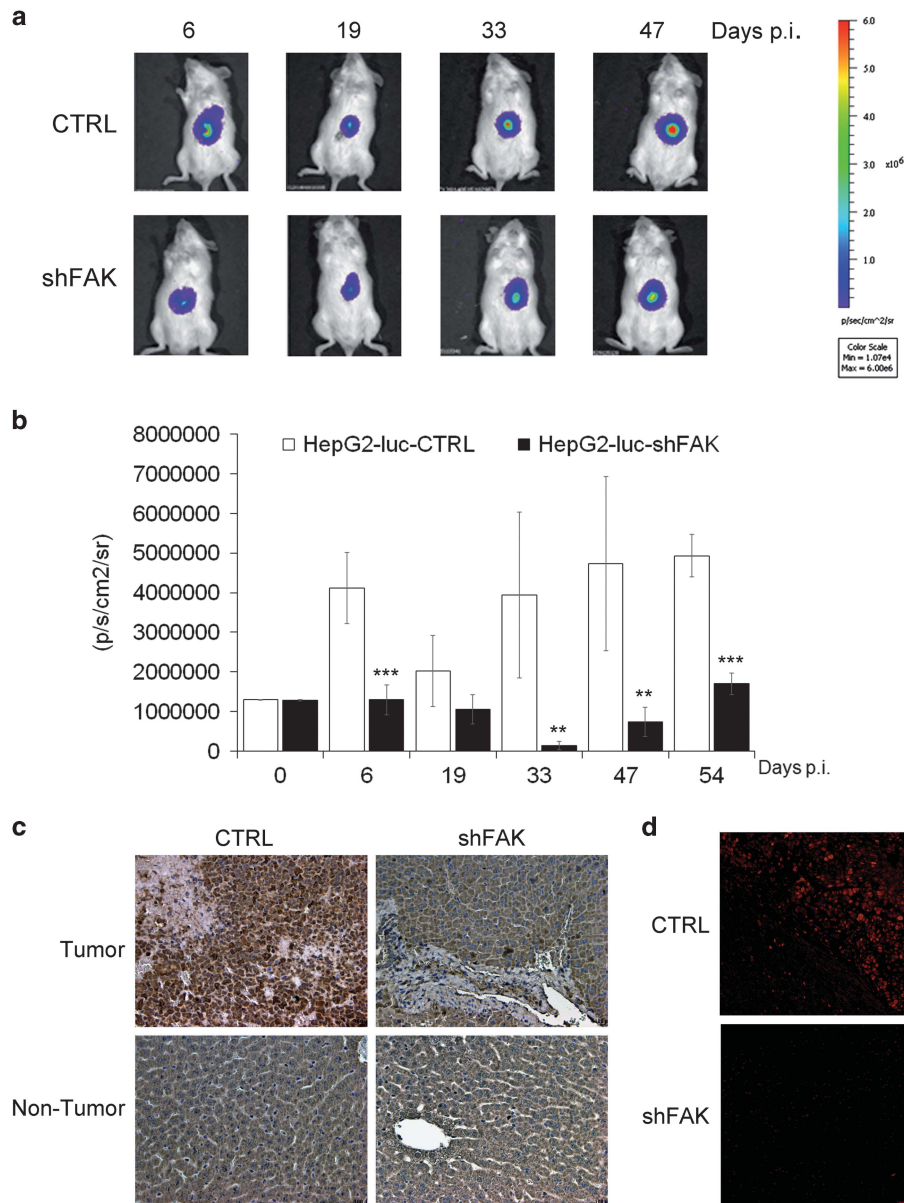 a
6 19 33 47 Days p.i.
CTRL
shFAK
6.0
5.0
4.0
3.0 x10^6
2.0
1.0
p/sec/cm^2/sr
Color Scale
Min = 1.07e4
Max = 6.00e6
b
HepG2-luc-CTRL HepG2-luc-shFAK
(p/s/cm2/sr)
8000000
7000000
6000000
5000000
4000000
3000000
2000000
1000000
0
*** ** ** ***
0 6 19 33 47 54 Days p.i.
c
CTRL shFAK
Tumor
Non-Tumor
d
CTRL
shFAK